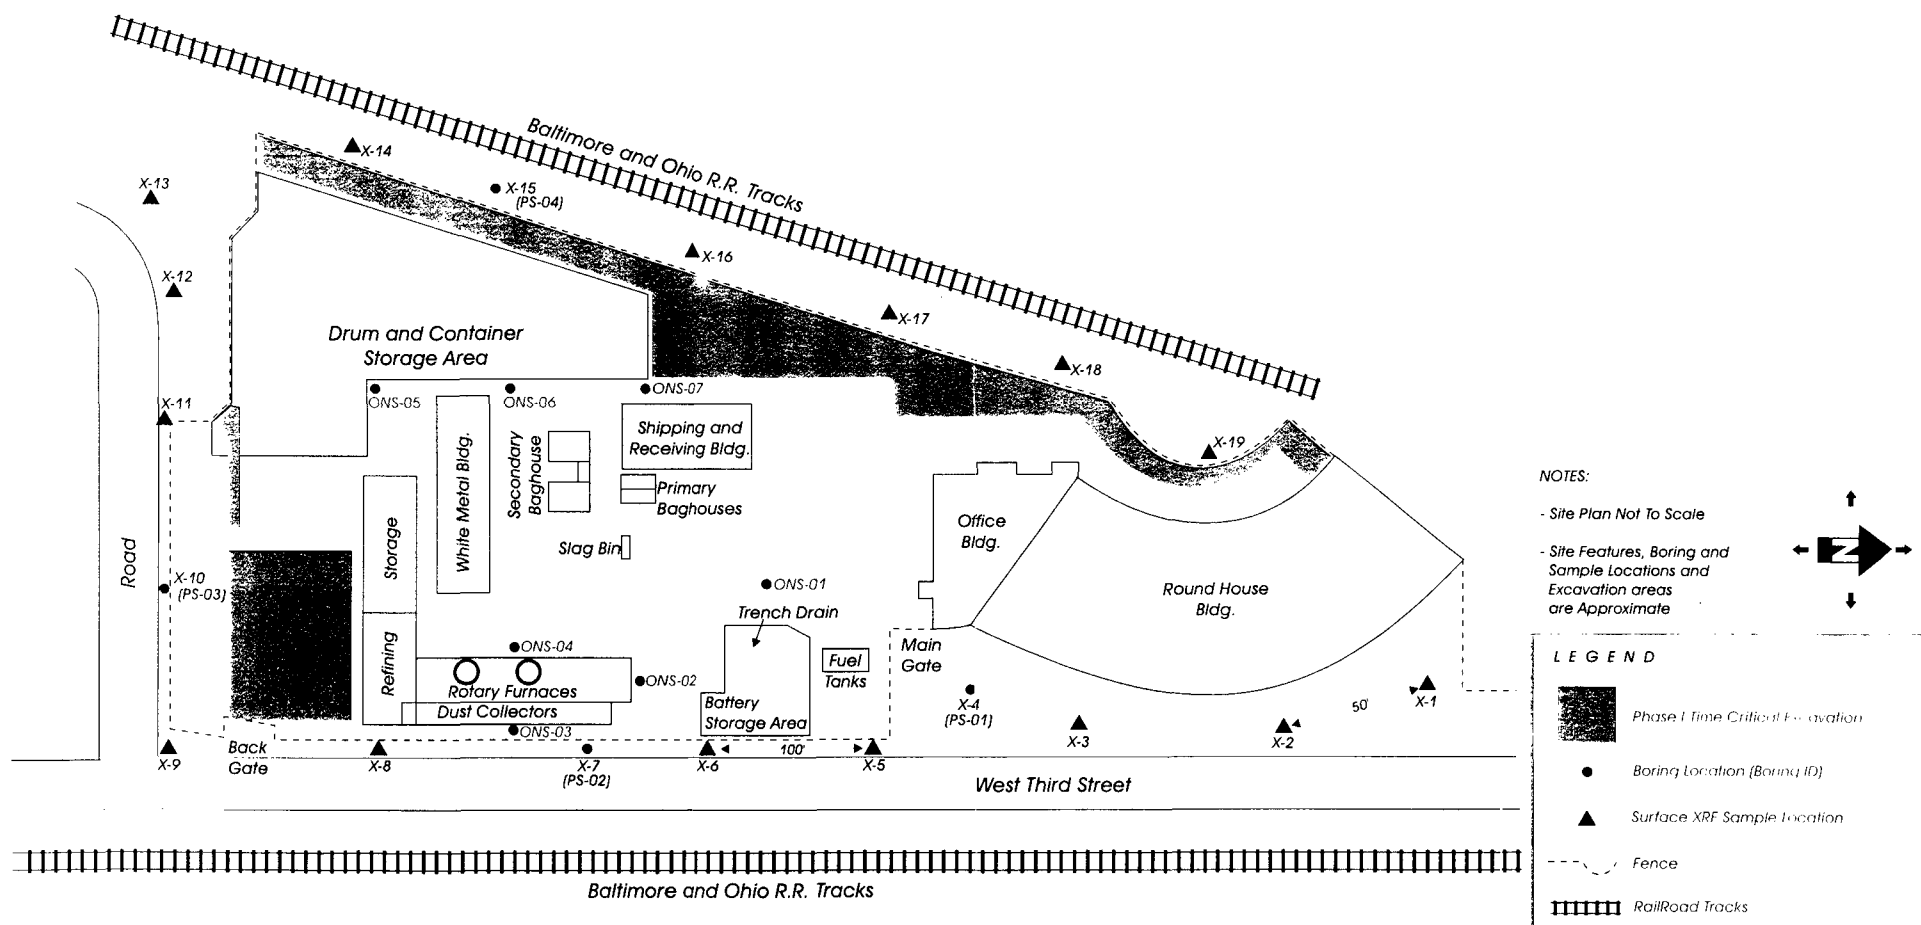 Baltimore and Ohio R.R. Tracks
X-14
X-13
X-15
(PS-04)
X-16
X-12
X-17
Drum and Container
Storage Area
X-18
ONS-05
ONS-06
ONS-07
X-11
X-19
Shipping and
Receiving Bldg.
White Metal Bldg.
Secondary
Baghouse
Primary
Baghouses
Storage
Slag Bin
Office
Bldg.
Road
X-10
(PS-03)
ONS-01
Round House
Bldg.
Trench Drain
Main
Gate
ONS-04
Refining
Rotary Furnaces
ONS-02
Fuel
Tanks
Dust Collectors
Battery
Storage Area
ONS-03
X-4
(PS-01)
50'
X-1
X-3
X-2
Back
Gate
X-9
X-8
X-7
(PS-02)
X-6
100'
X-5
West Third Street
Baltimore and Ohio R.R. Tracks
NOTES:
- Site Plan Not To Scale
- Site Features, Boring and
Sample Locations and
Excavation areas
are Approximate
N
LEGEND
Phase I Time Critical Excavation
Boring Location (Boring ID)
Surface XRF Sample Location
Fence
RailRoad Tracks